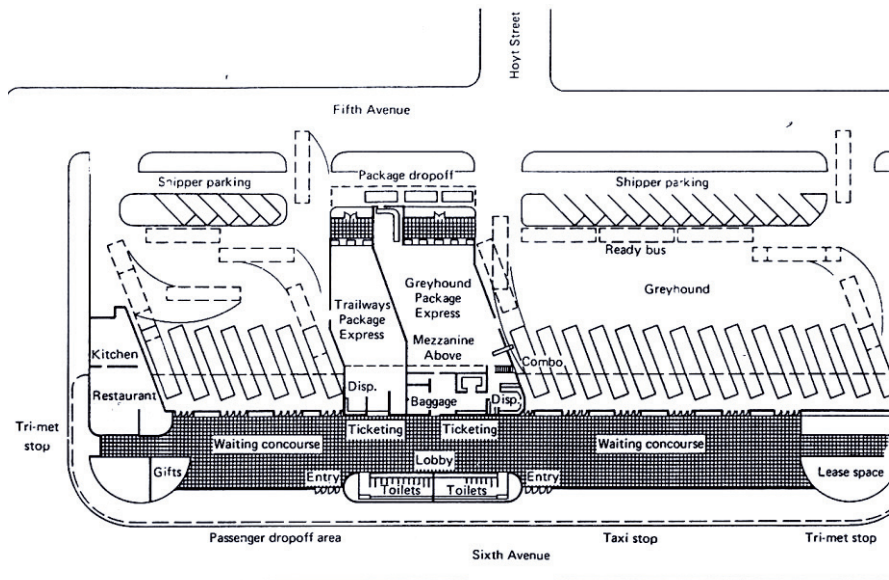 Hoyt Street
Fifth Avenue
Shipper parking
Package dropoff
Shipper parking
Ready bus
Greyhound
Trailways
Package
Express
Greyhound
Package
Express
Mezzanine
Above
Combo
Kitchen
Restaurant
Disp.
Baggage
Disp.
Tri-met
stop
Waiting concourse
Ticketing
Ticketing
Waiting concourse
Lobby
Gifts
Entry
Toilets
Toilets
Entry
Lease space
Passenger dropoff area
Taxi stop
Tri-met stop
Sixth Avenue